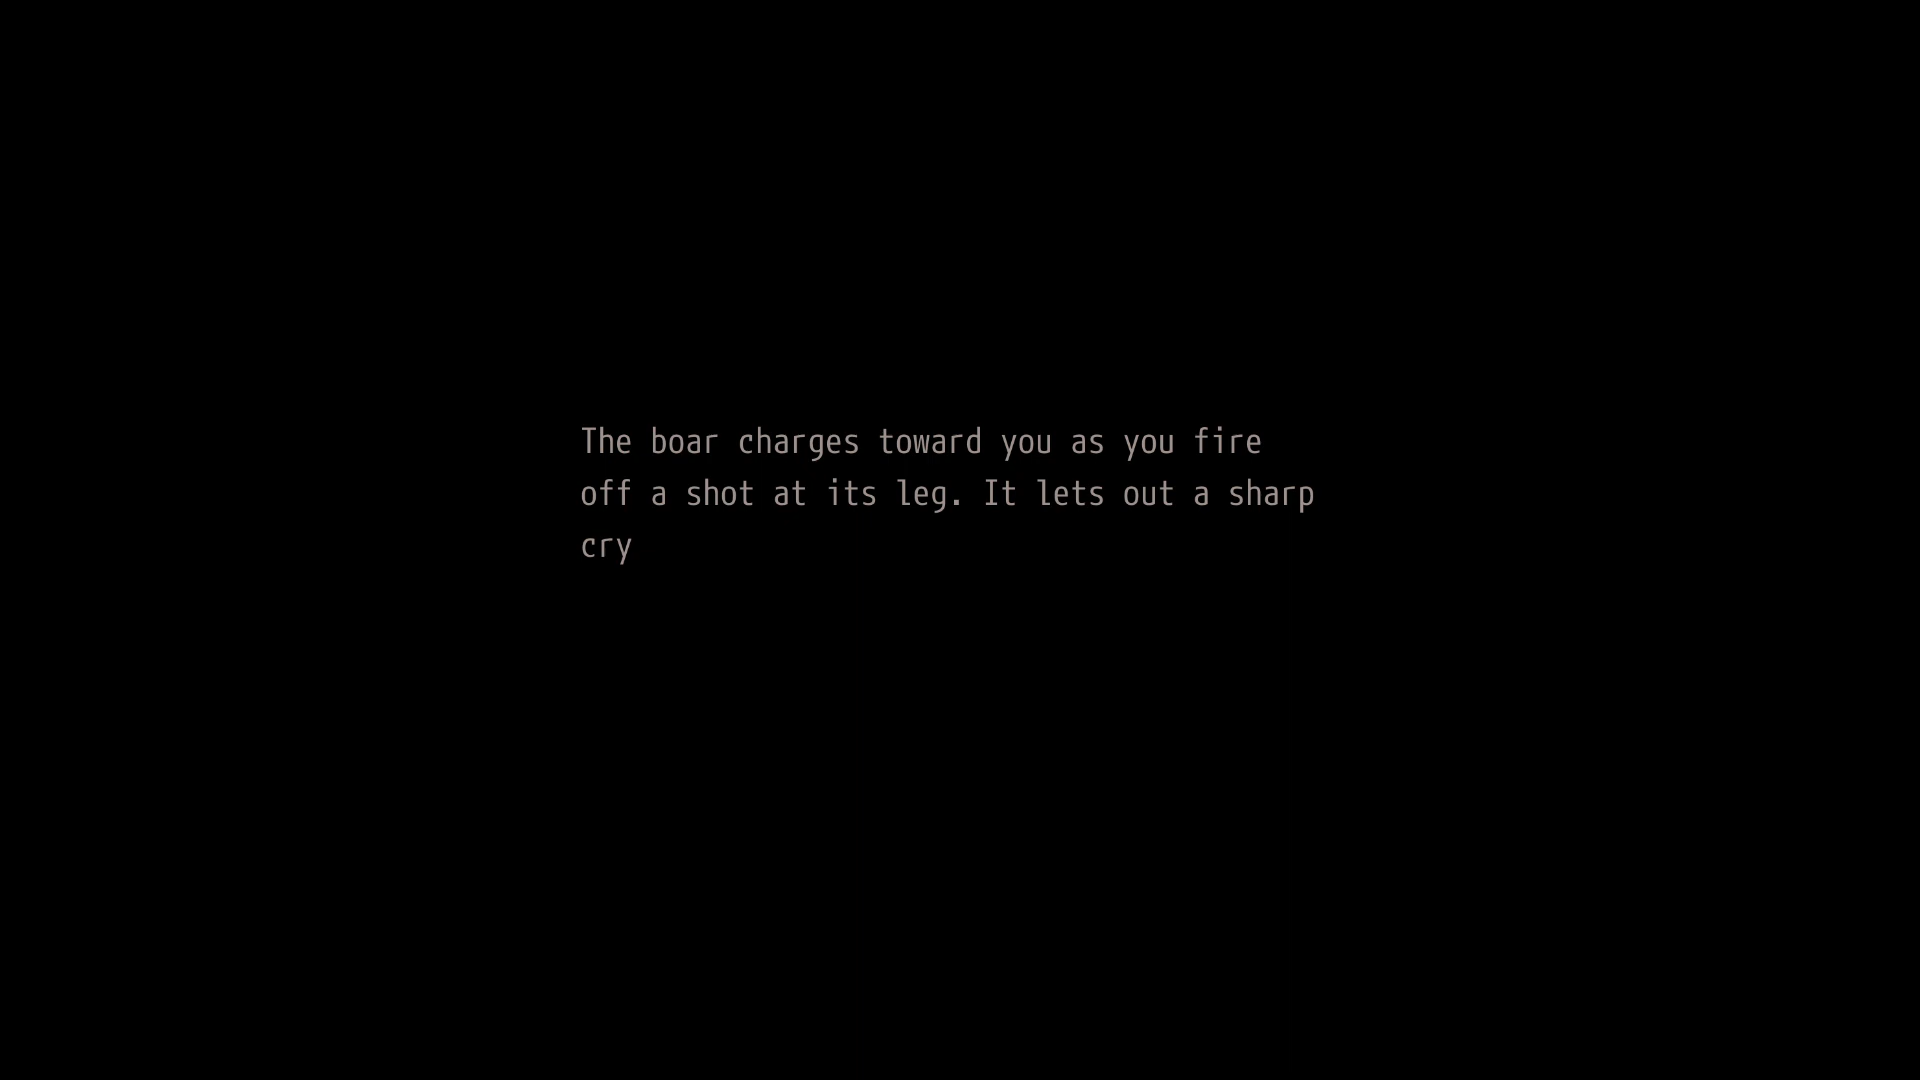 The boar charges toward you as you fire
off a shot at its leg. It lets out a sharp
cry